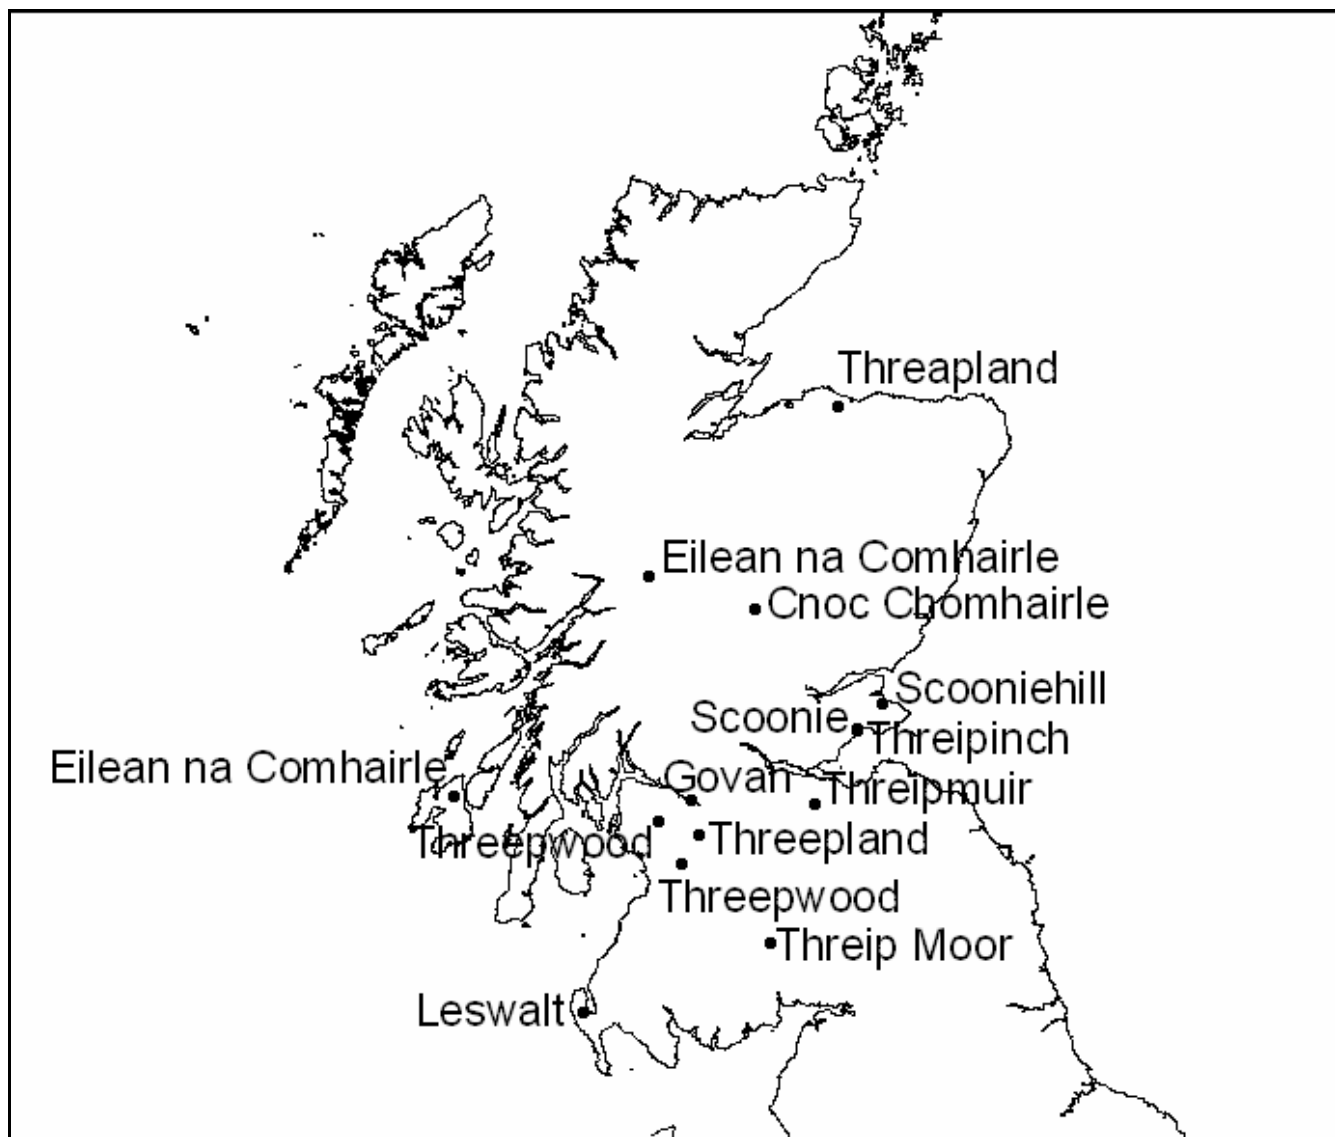 Threapland
Eilean na Comhairle
Cnoc Chomhairle
Scooniehill
Scoonie
Threipinch
Eilean na Comhairle
Govan
Threipmuir
Threepwood
Threepland
Threepwood
Threip Moor
Leswalt